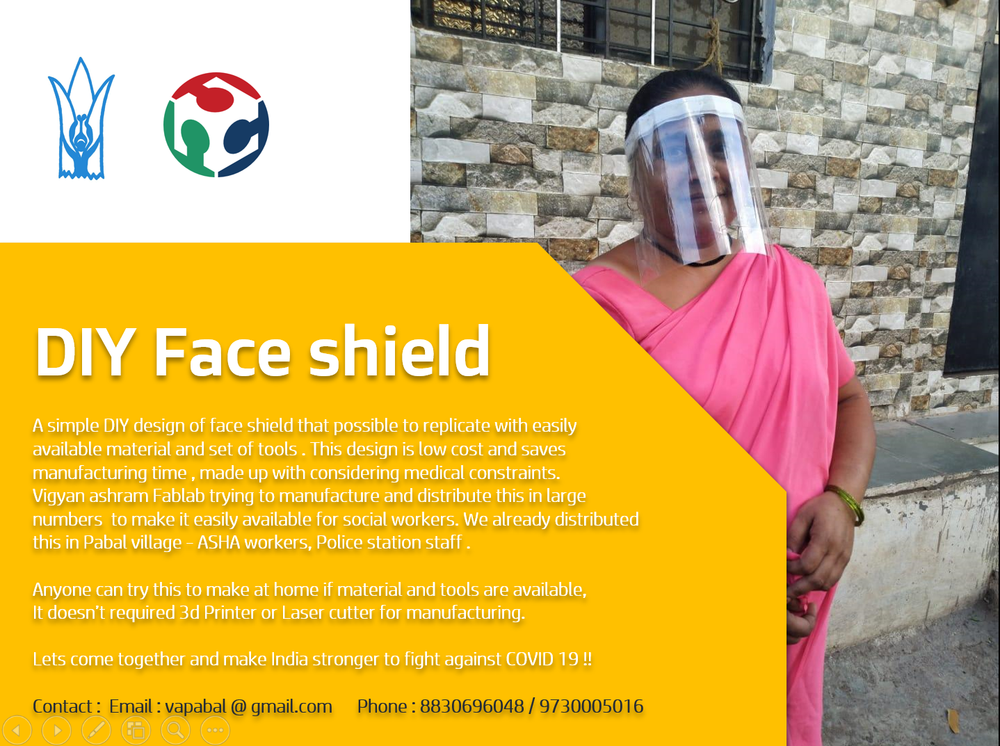 DIY Face shield
A simple DIY design of face shield that possible to replicate with easily
available material and set of tools . This design is low cost and saves
manufacturing time , made up with considering medical constraints.
Vigyan ashram Fablab trying to manufacture and distribute this in large
numbers  to make it easily available for social workers. We already distributed
this in Pabal village – ASHA workers, Police station staff .
Anyone can try this to make at home if material and tools are available,
It doesn't required 3d Printer or Laser cutter for manufacturing.
Lets come together and make India stronger to fight against COVID 19 !!
Contact :  Email : vapabal @ gmail.com     Phone : 8830696048 / 9730005016